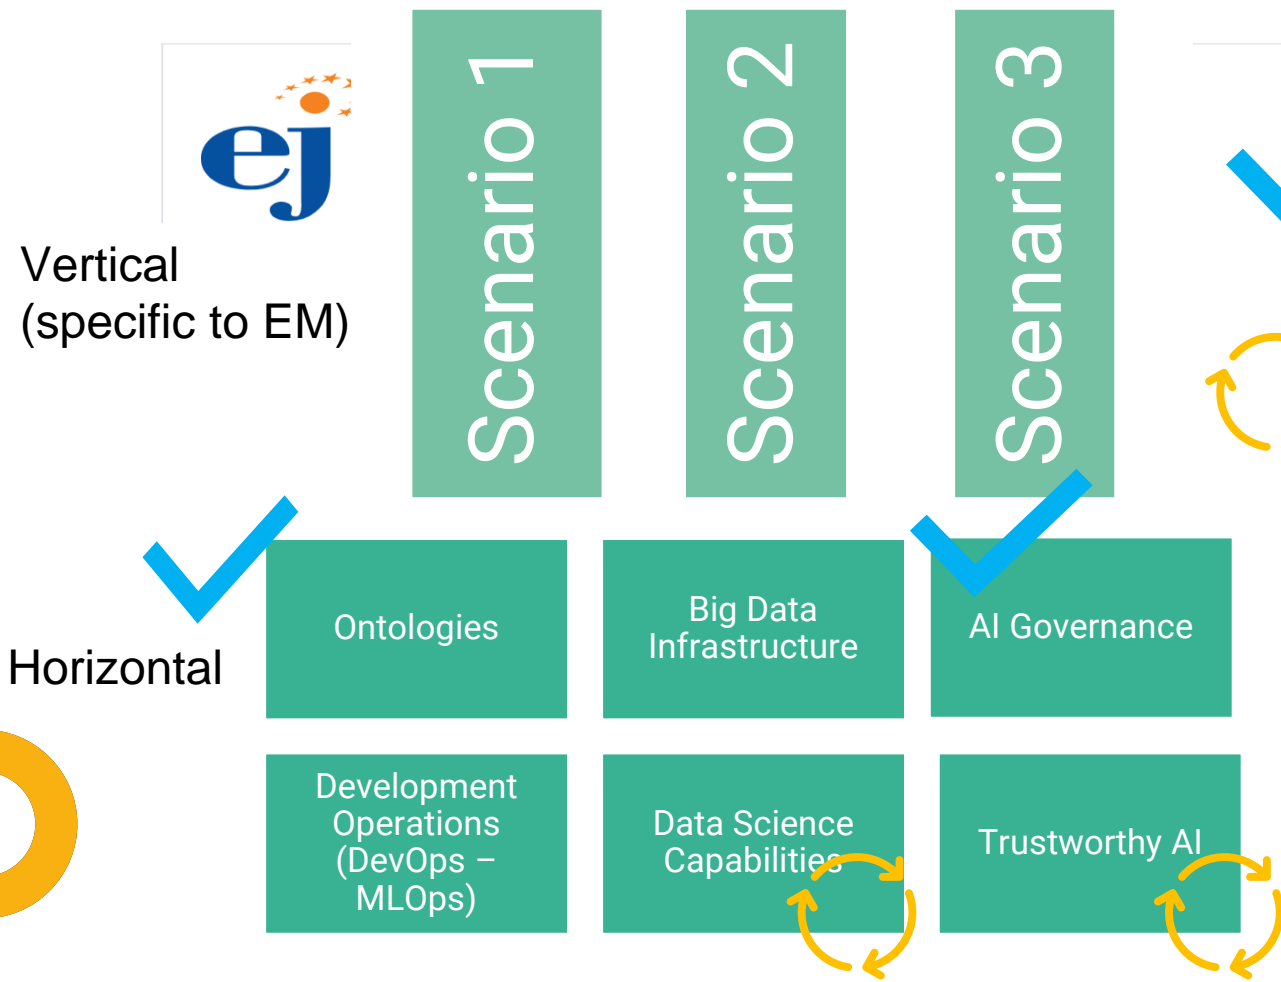 ej
Vertical
(specific to EM)
Scenario 1
Scenario 2
Scenario 3
Horizontal
Ontologies
Big Data
Infrastructure
AI Governance
Development
Operations
(DevOps –
MLOps)
Data Science
Capabilities
Trustworthy AI